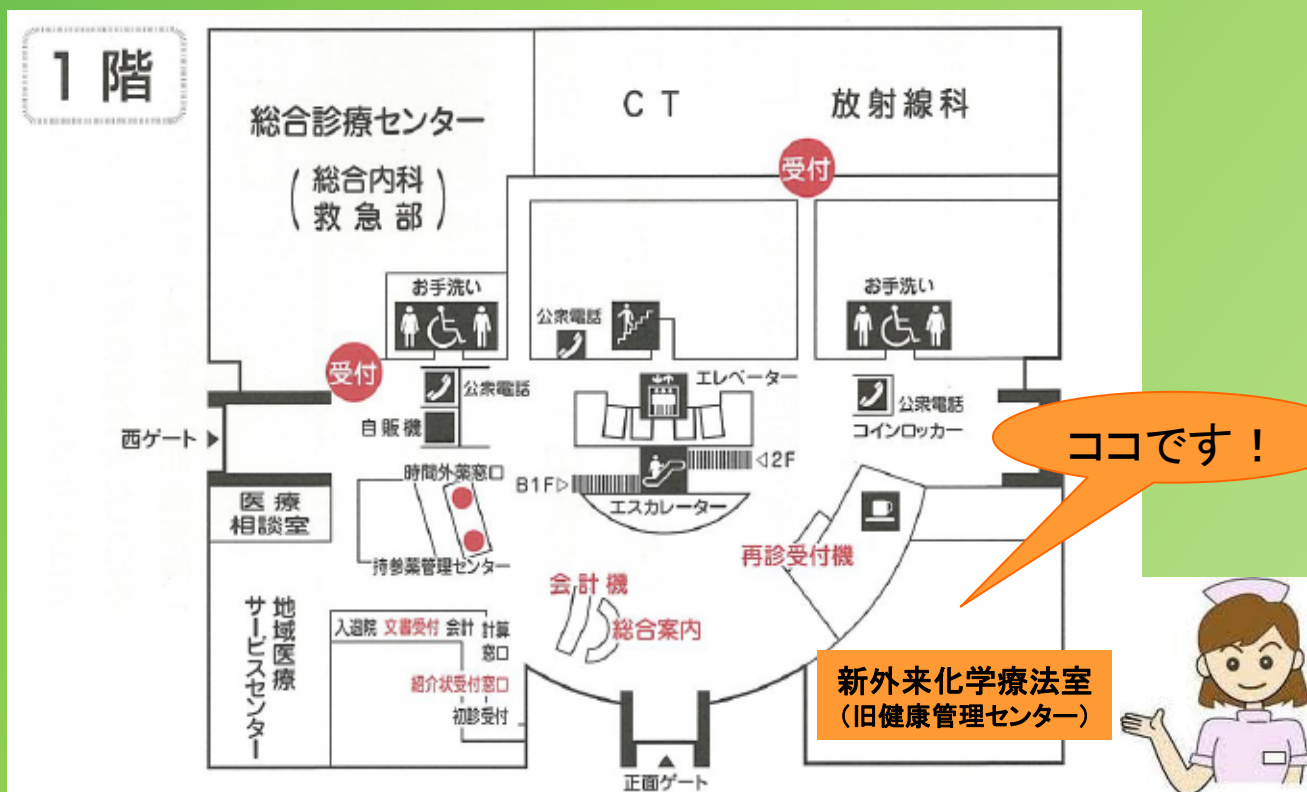 1階
総合診療センター
(総合内科
救急部)
CT
放射線科
受付
お手洗い
公衆電話
お手洗い
受付
公衆電話
自販機
エレベーター
公衆電話
コインロッカー
ココです！
西ゲート
時間外薬窓口
B1F
2F
エスカレーター
医療
相談室
持参薬管理センター
再診受付機
会計機
総合案内
地域医療
サービスセンター
入退院 文書受付 会計 計算
窓口
紹介状受付窓口
初診受付
新外来化学療法室
（旧健康管理センター）
正面ゲート